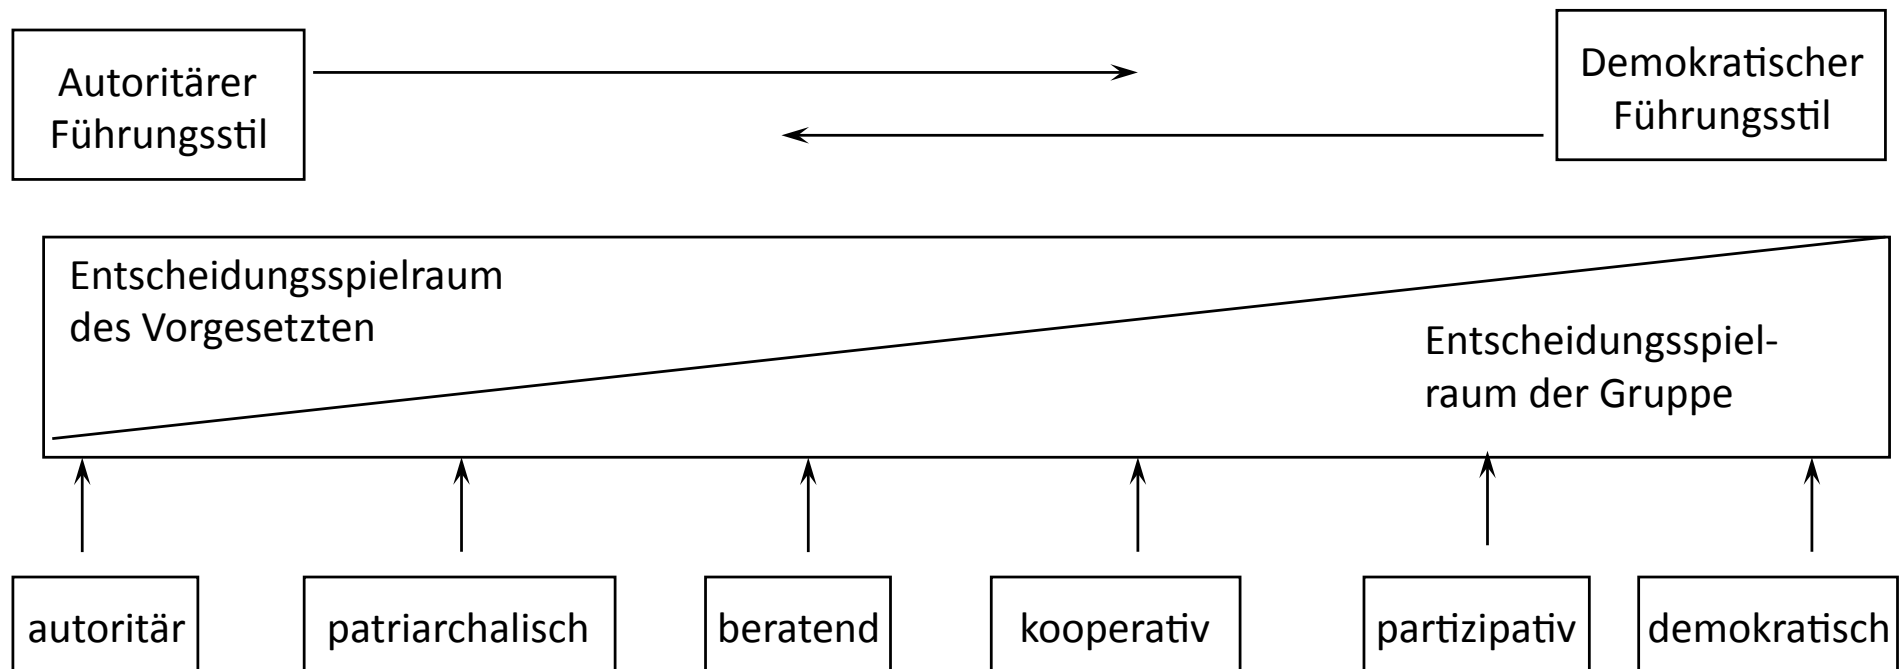 Autoritärer
Führungsstil
Demokratischer
Führungsstil
Entscheidungsspielraum
des Vorgesetzten
Entscheidungsspiel-
raum der Gruppe
autoritär
patriarchalisch
beratend
kooperativ
partizipativ
demokratisch